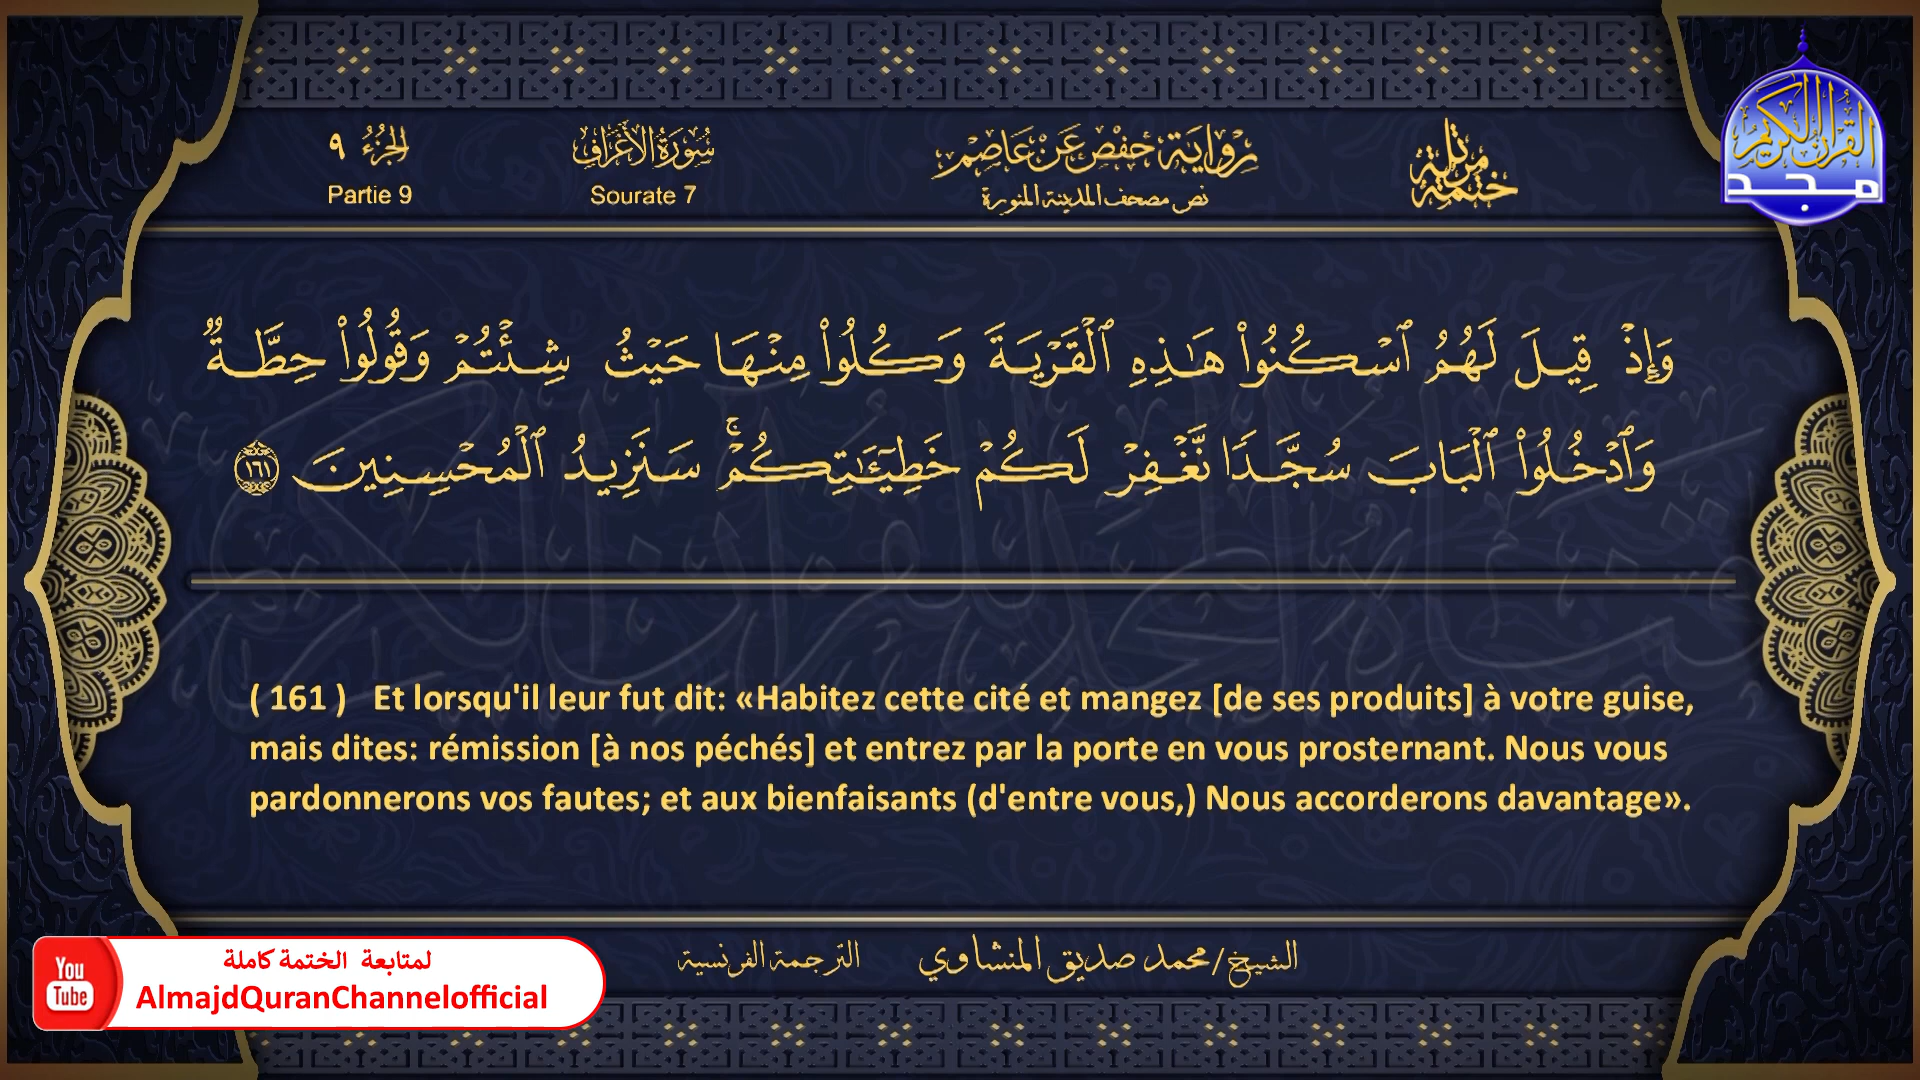 الجزء ٩
Partie 9
سورة الأعراف
Sourate 7
رواية: حفص عن عاصم
نص مصحف المدينة المنورة
ختمة مرتلة
القرآن الكريم
مجد
وَإِذۡ قِيلَ لَهُمُ ٱسۡكُنُوا۟ هَـٰذِهِ ٱلۡقَرۡيَةَ وَكُلُوا۟ مِنۡهَا حَيۡثُ شِئۡتُمۡ وَقُولُوا۟ حِطَّةٌ
وَٱدۡخُلُوا۟ ٱلۡبَابَ سُجَّدًا نَّغۡفِرۡ لَكُمۡ خَطِيٓـَٔـٰتِكُمۡۚ سَنَزِيدُ ٱلۡمُحۡسِنِينَ ١٦١
( 161 ) Et lorsqu'il leur fut dit: «Habitez cette cité et mangez [de ses produits] à votre guise,
mais dites: rémission [à nos péchés] et entrez par la porte en vous prosternant. Nous vous
pardonnerons vos fautes; et aux bienfaisants (d'entre vous,) Nous accorderons davantage».
الشيخ/محمد صديق المنشاوي
الترجمة الفرنسية
You
Tube
لمتابعة الختمة كاملة
AlmajdQuranChannelofficial